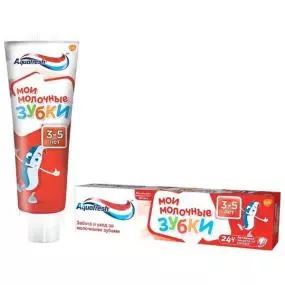 Aquafresh
МОИ
МОЛОЧНЫЕ
ЗУБКИ
3-5
ЛЕТ
Aquafresh
Забота и уход за
молочными зубами
МОИ
МОЛОЧНЫЕ
ЗУБКИ
3-5
ЛЕТ
24Ч